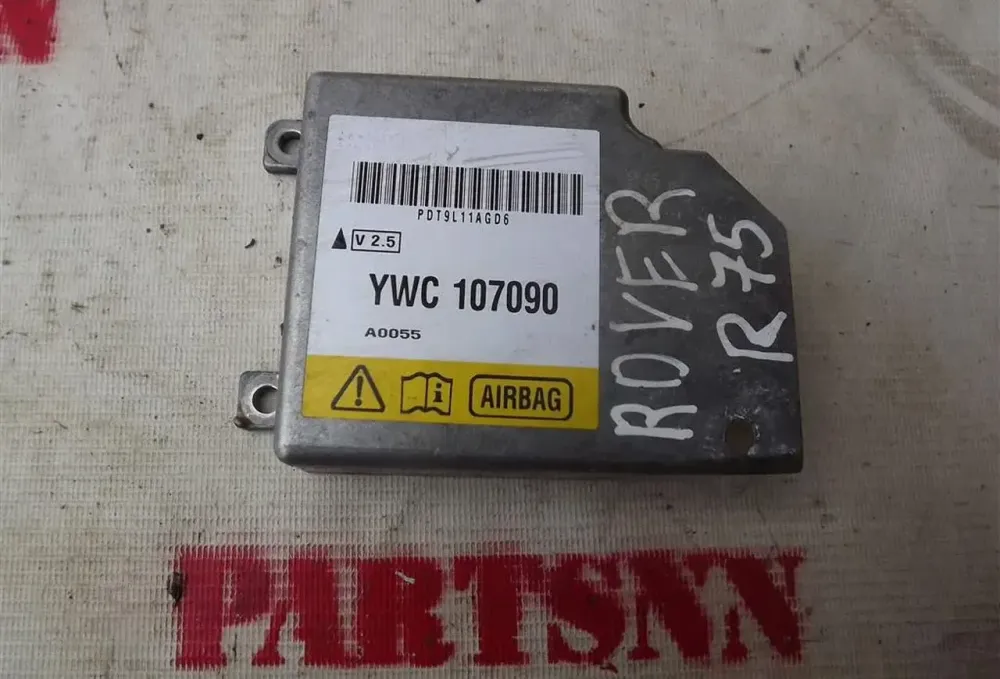 PDT9L11AGD6
V 2.5
YWC 107090
A0055
AIRBAG
ROVER
R75
PARTSNN